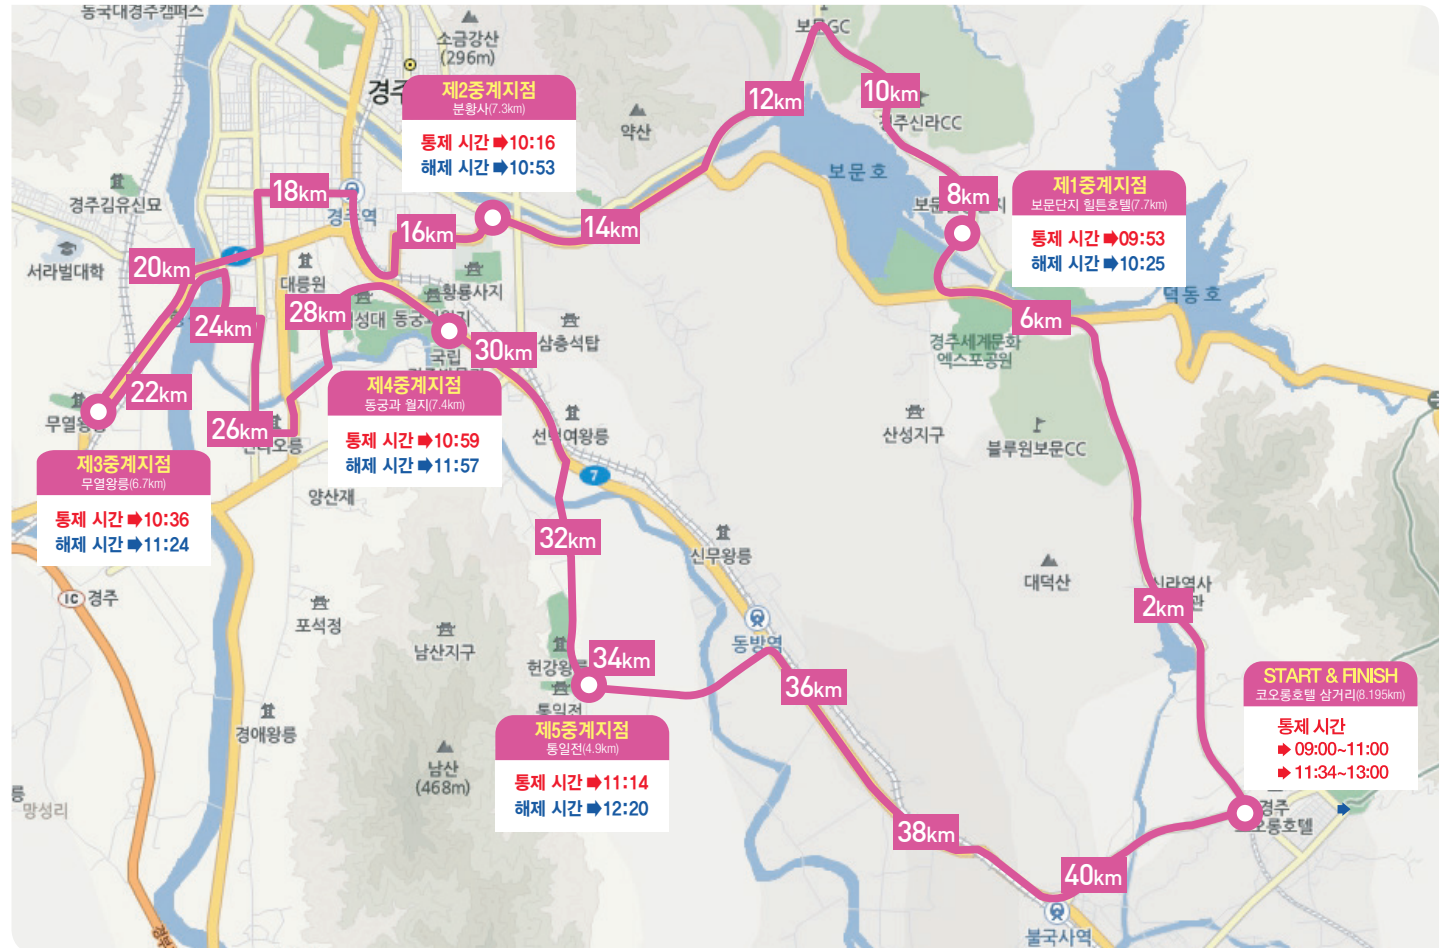 동국대경주캠퍼스
소금강산
(296m)
경주
보문GC
제2중계지점
분황사(7.3km)
통제 시간 ➡10:16
해제 시간 ➡10:53
12km
10km
경주신라CC
약산
보문호
18km
경주역
경주김유신묘
16km
14km
8km
제1중계지점
보문단지 힐튼호텔(7.7km)
통제 시간 ➡09:53
해제 시간 ➡10:25
서라벌대학
20km
대릉원
황룡사지
덕동호
24km
28km
동궁과월지
삼층석탑
6km
경주세계문화
엑스포공원
국립
30km
22km
제4중계지점
동궁과 월지(7.4km)
통제 시간 ➡10:59
해제 시간 ➡11:57
무열왕릉
26km
선덕여왕릉
산성지구
블루원보문CC
제3중계지점
무열왕릉(6.7km)
통제 시간 ➡10:36
해제 시간 ➡11:24
7
양산재
32km
신무왕릉
대덕산
IC 경주
포석정
2km
남산지구
동방역
헌강왕릉
34km
통일전
36km
START & FINISH
코오롱호텔 삼거리(8.195km)
통제 시간
➡ 09:00~11:00
➡ 11:34~13:00
경애왕릉
제5중계지점
통일전(4.9km)
통제 시간 ➡11:14
해제 시간 ➡12:20
남산
(468m)
망성리
경주
코오롱호텔
38km
40km
불국사역